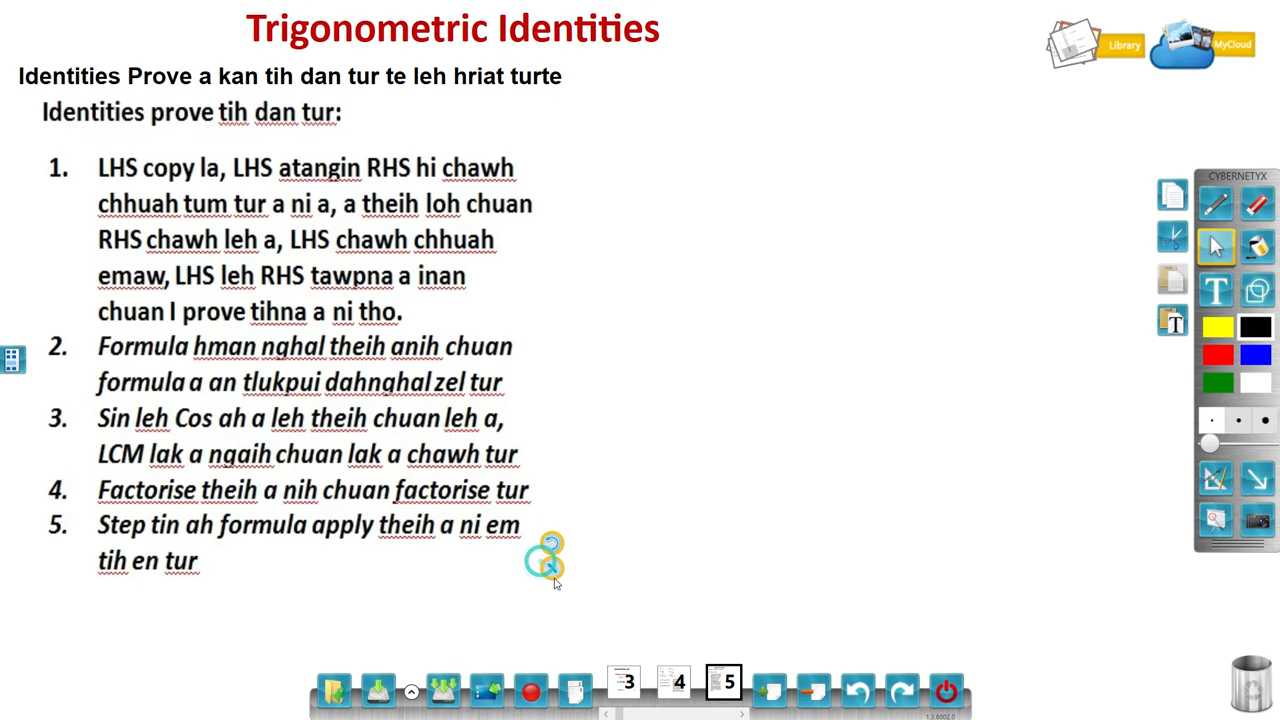 Trigonometric Identities
Library
MyCloud
Identities Prove a kan tih dan tur te leh hriat turte
Identities prove tih dan tur:
1. LHS copy la, LHS atangin RHS hi chawh
chhuah tum tur a ni a, a theih loh chuan
RHS chawh leh a, LHS chawh chhuah
emaw, LHS leh RHS tawpna a inan
chuan I prove tihna a ni tho.
2. Formula hman nghal theih anih chuan
formula a an tlukpui dahnghal zel tur
3. Sin leh Cos ah a leh theih chuan leh a,
LCM lak a ngaih chuan lak a chawh tur
4. Factorise theih a nih chuan factorise tur
5. Step tin ah formula apply theih a ni em
tih en tur
CYBERNETYX
T
T
3
4
5
1.3.6002.0